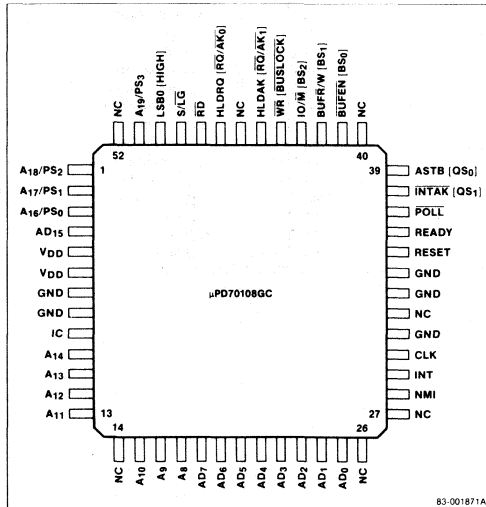 NC
A19/PS3
LSBO [HIGH]
S/LG
RD
HLDRQ [RQ/AK0]
NC
HLDAK [RQ/AK1]
WR [BUSLOCK]
IO/M [BS2]
BUFR/W [BS1]
BUFEN [BS0]
NC
52
40
A18/PS2
1
39
ASTB [QS0]
A17/PS1
INTAK [QS1]
A16/PS0
POLL
AD15
READY
VDD
RESET
VDD
GND
GND
μPD70108GC
GND
GND
NC
IC
GND
A14
CLK
A13
INT
A12
NMI
A11
13
27
NC
14
26
NC
A10
A9
A8
AD7
AD6
AD5
AD4
AD3
AD2
AD1
AD0
NC
83-001871A